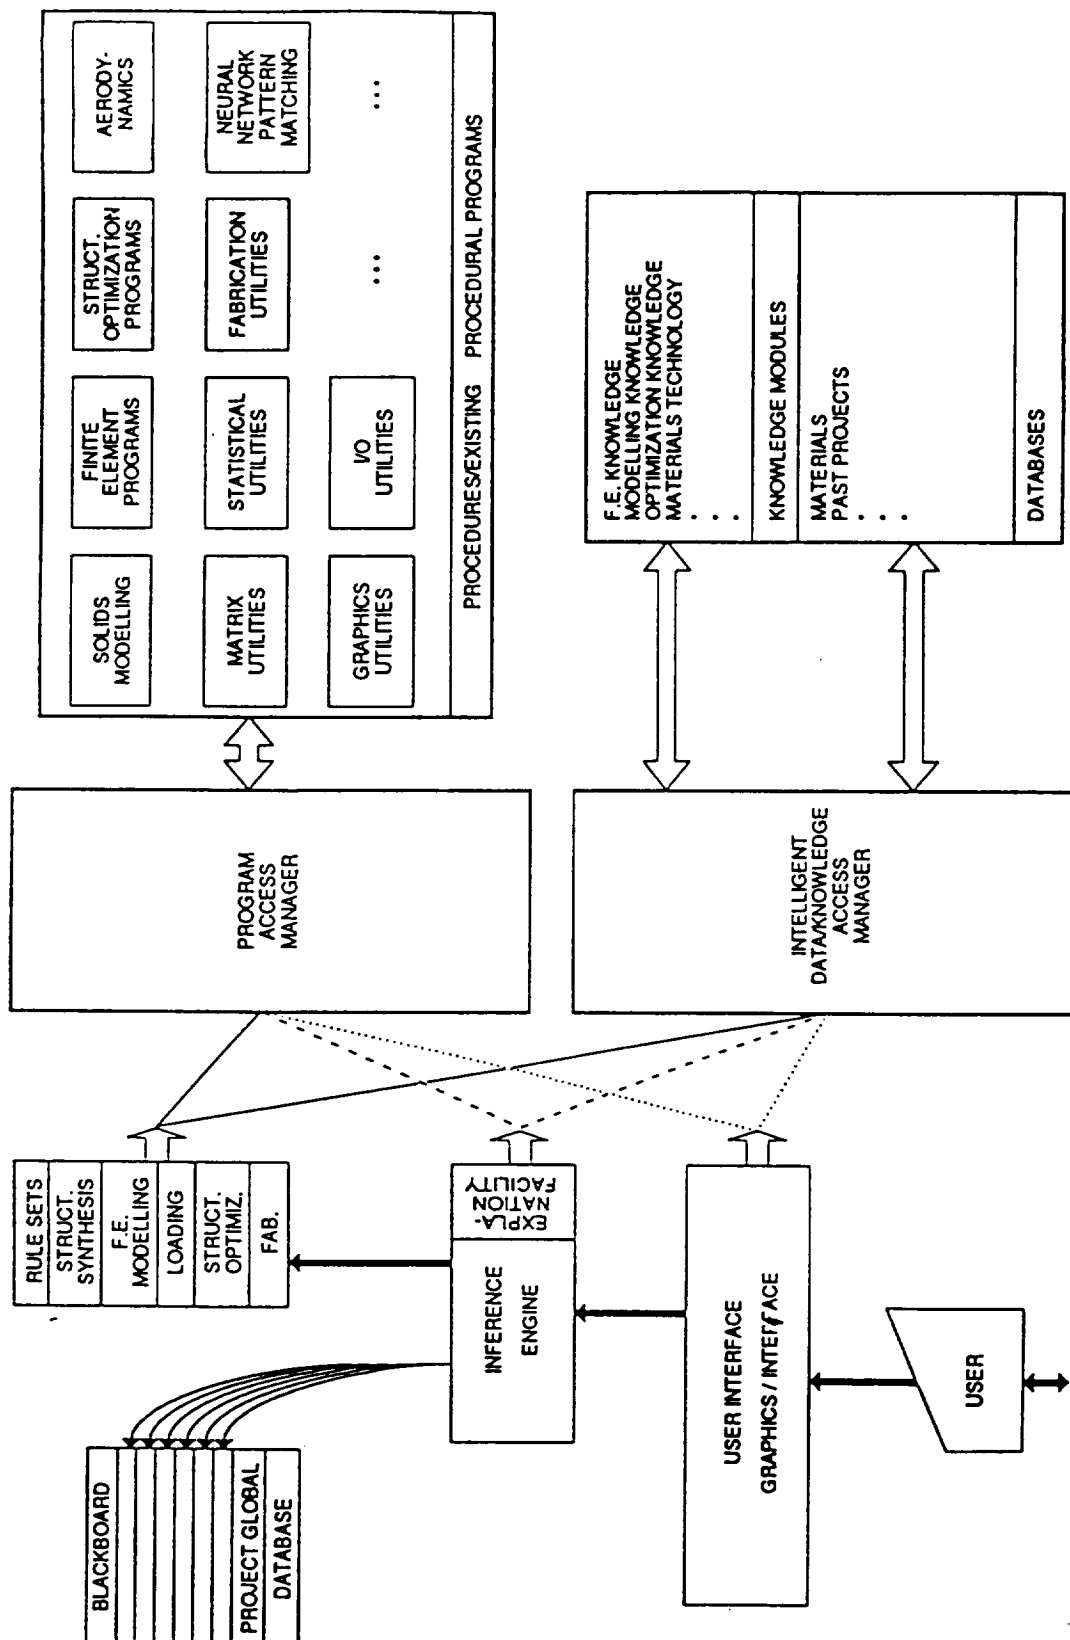 BLACKBOARD
PROJECT GLOBAL
DATABASE
RULE SETS
STRUCT.
SYNTHESIS
F.E.
MODELLING
LOADING
STRUCT.
OPTIMIZ.
FAB.
INFERENCE
ENGINE
EXPLA-
NATION
FACILITY
USER INTERFACE
GRAPHICS / INTERFACE
USER
PROGRAM
ACCESS
MANAGER
INTELLIGENT
DATA/KNOWLEDGE
ACCESS
MANAGER
SOLIDS
MODELLING
FINITE
ELEMENT
PROGRAMS
STRUCT.
OPTIMIZATION
PROGRAMS
AERODY-
NAMICS
MATRIX
UTILITIES
STATISTICAL
UTILITIES
FABRICATION
UTILITIES
NEURAL
NETWORK
PATTERN
MATCHING
GRAPHICS
UTILITIES
I/O
UTILITIES
...
...
PROCEDURES/EXISTING PROCEDURAL PROGRAMS
F.E. KNOWLEDGE
MODELLING KNOWLEDGE
OPTIMIZATION KNOWLEDGE
MATERIALS TECHNOLOGY
. . .
KNOWLEDGE MODULES
MATERIALS
PAST PROJECTS
. . .
DATABASES